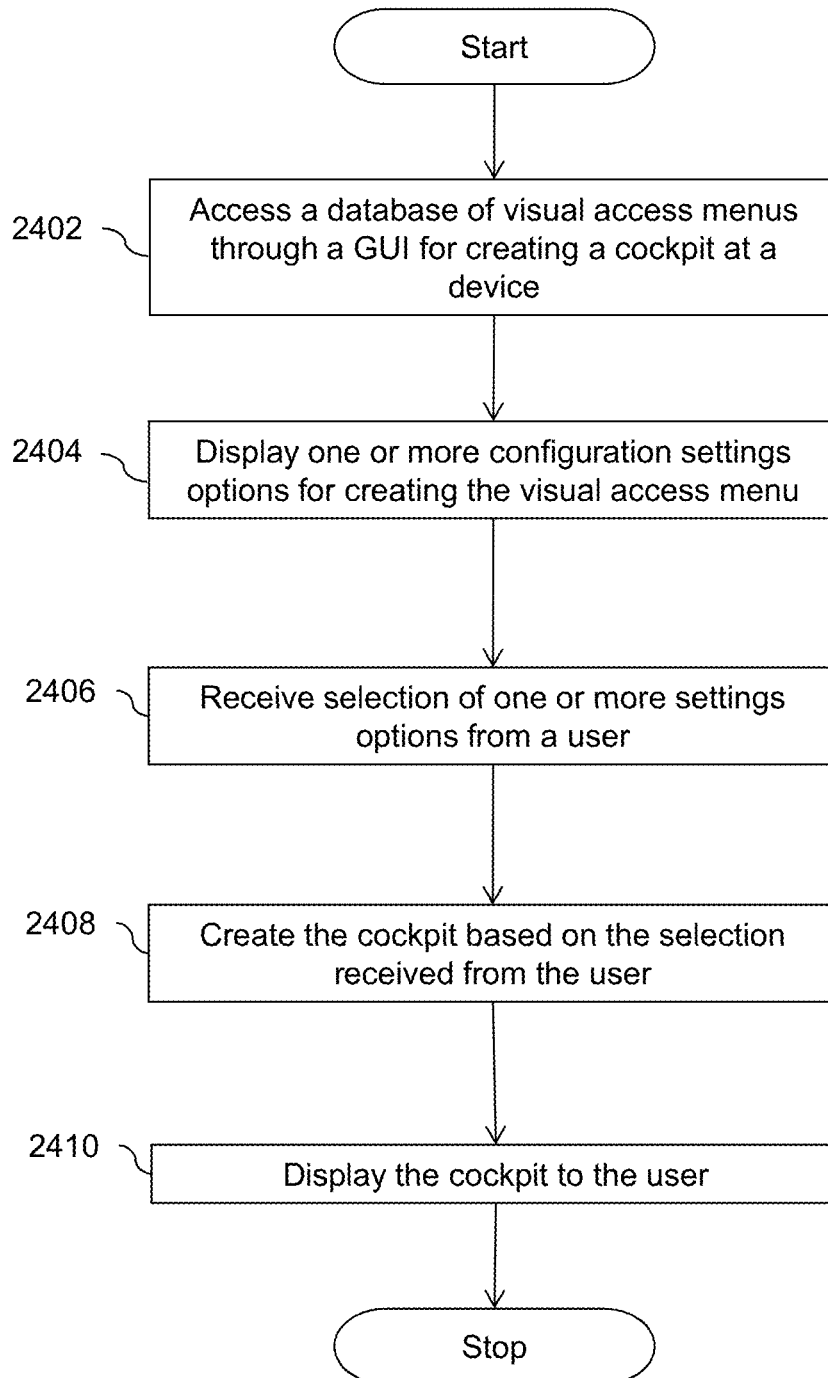 Start
2402
Access a database of visual access menus
through a GUI for creating a cockpit at a
device
2404
Display one or more configuration settings
options for creating the visual access menu
2406
Receive selection of one or more settings
options from a user
2408
Create the cockpit based on the selection
received from the user
2410
Display the cockpit to the user
Stop